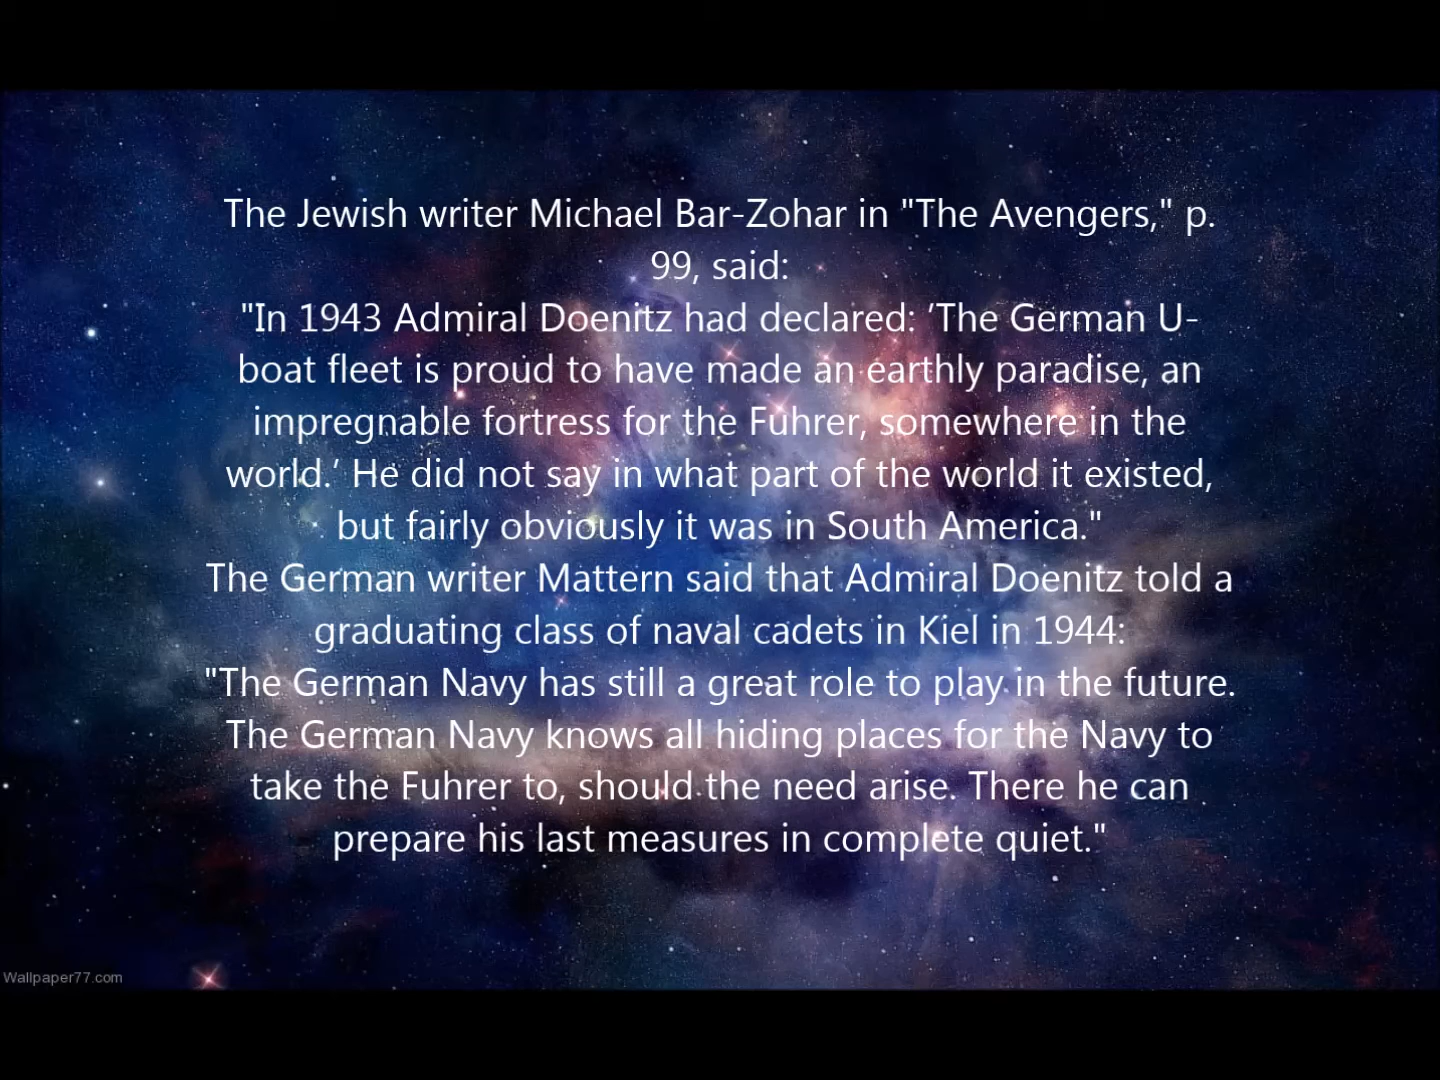 The Jewish writer Michael Bar-Zohar in "The Avengers," p.
99, said:
"In 1943 Admiral Doenitz had declared: ‘The German U-
boat fleet is proud to have made an earthly paradise, an
impregnable fortress for the Fuhrer, somewhere in the
world.’ He did not say in what part of the world it existed,
but fairly obviously it was in South America."
The German writer Mattern said that Admiral Doenitz told a
graduating class of naval cadets in Kiel in 1944:
"The German Navy has still a great role to play in the future.
The German Navy knows all hiding places for the Navy to
take the Fuhrer to, should the need arise. There he can
prepare his last measures in complete quiet."
Wallpaper77.com